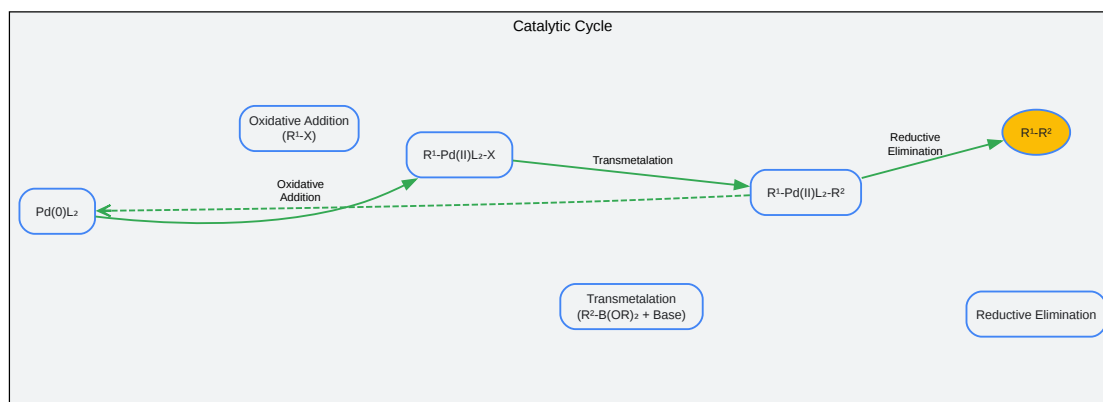 Catalytic Cycle
Oxidative Addition
(R¹-X)
R¹-Pd(II)L₂-X
Transmetalation
Reductive
Elimination
R¹-R²
Oxidative
Addition
Pd(0)L₂
R¹-Pd(II)L₂-R²
Transmetalation
(R²-B(OR)₂ + Base)
Reductive Elimination